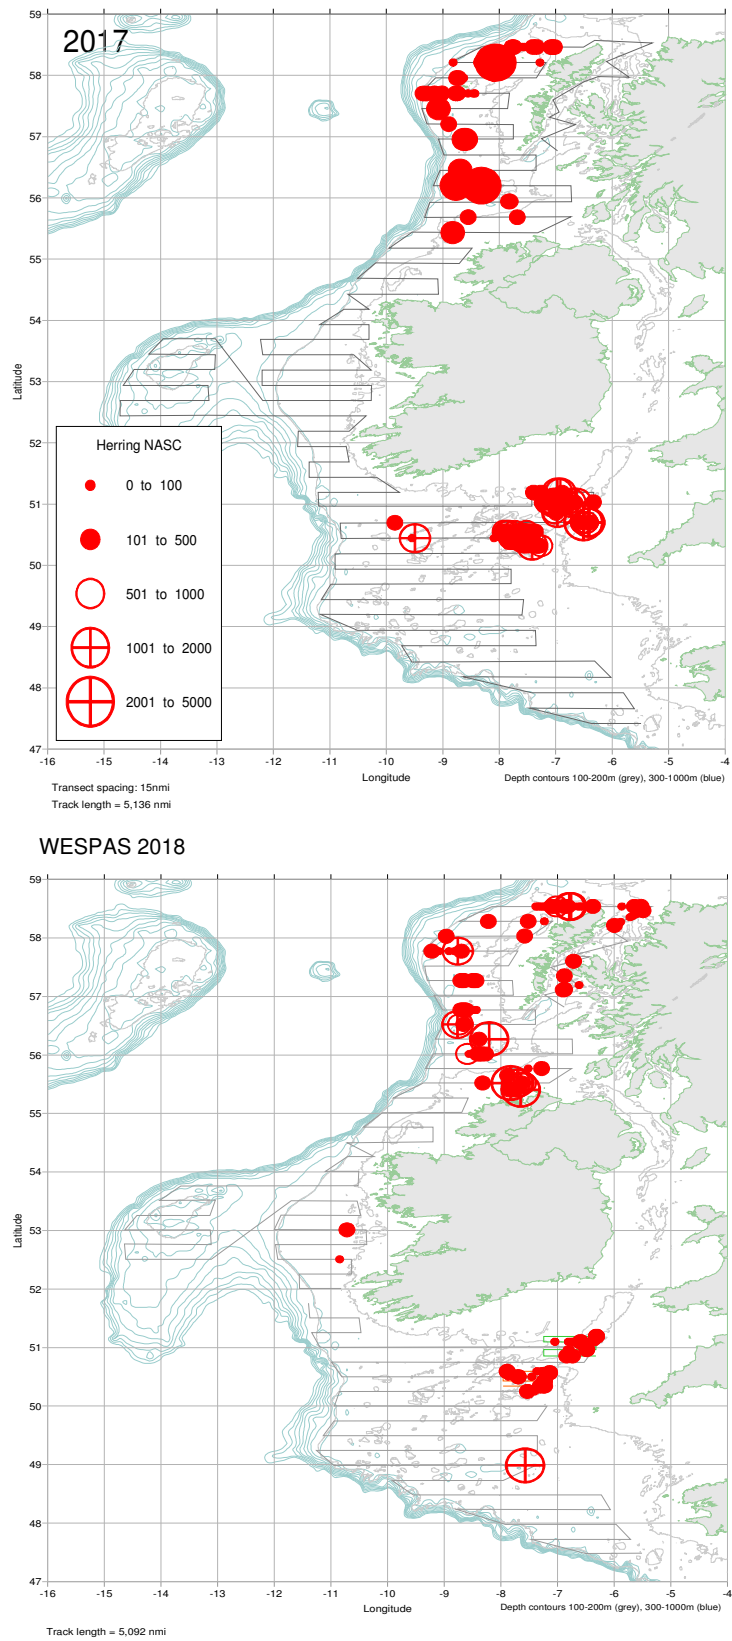 2017
59
58
57
56
55
54
53
52
51
50
49
48
47
Latitude
Herring NASC
0 to 100
101 to 500
501 to 1000
1001 to 2000
2001 to 5000
-16 -15 -14 -13 -12 -11 -10 -9 -8 -7 -6 -5 -4
Longitude
Depth contours 100-200m (grey), 300-1000m (blue)
Transect spacing: 15nmi
Track length = 5,136 nmi
WESPAS 2018
59
58
57
56
55
54
53
52
51
50
49
48
47
Latitude
-16 -15 -14 -13 -12 -11 -10 -9 -8 -7 -6 -5 -4
Longitude
Depth contours 100-200m (grey), 300-1000m (blue)
Track length = 5,092 nmi